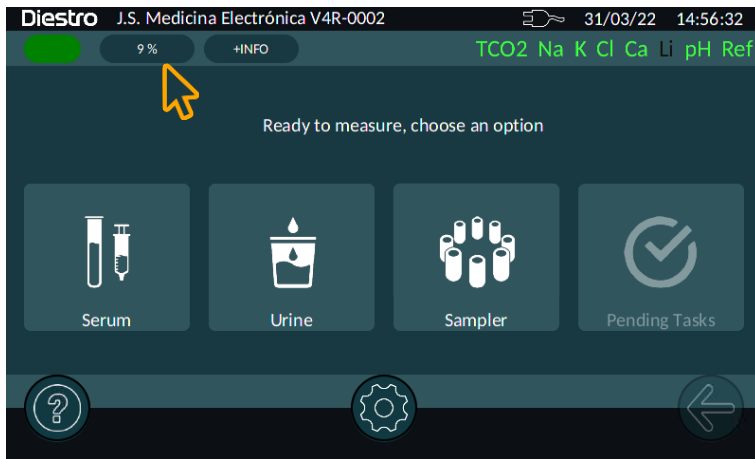 Diestro J.S. Medicina Electrónica V4R-0002 31/03/22 14:56:32
9 % +INFO TCO2 Na K Cl Ca Li pH Ref
Ready to measure, choose an option
Serum Urine Sampler Pending Tasks
?